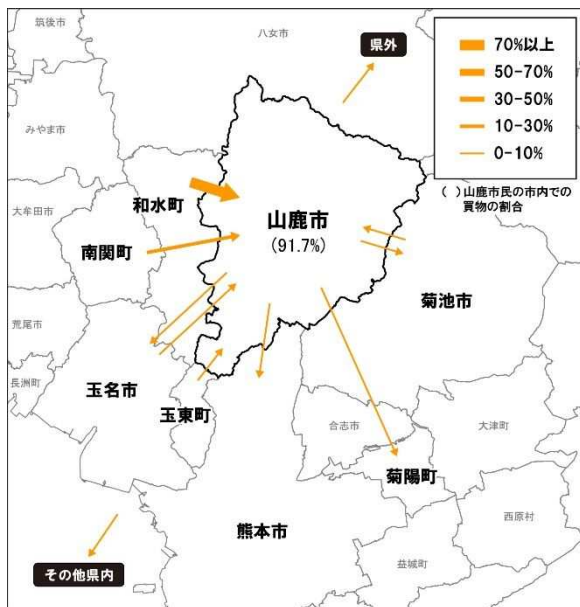 筑後市
八女市
県外
70%以上
50-70%
30-50%
10-30%
0-10%
( )山鹿市民の市内での
買物の割合
みやま市
和水町
大牟田市
山鹿市
(91.7%)
南関町
菊池市
荒尾市
長洲町
玉名市
玉東町
合志市
大津町
菊陽町
西原村
熊本市
益城町
その他県内